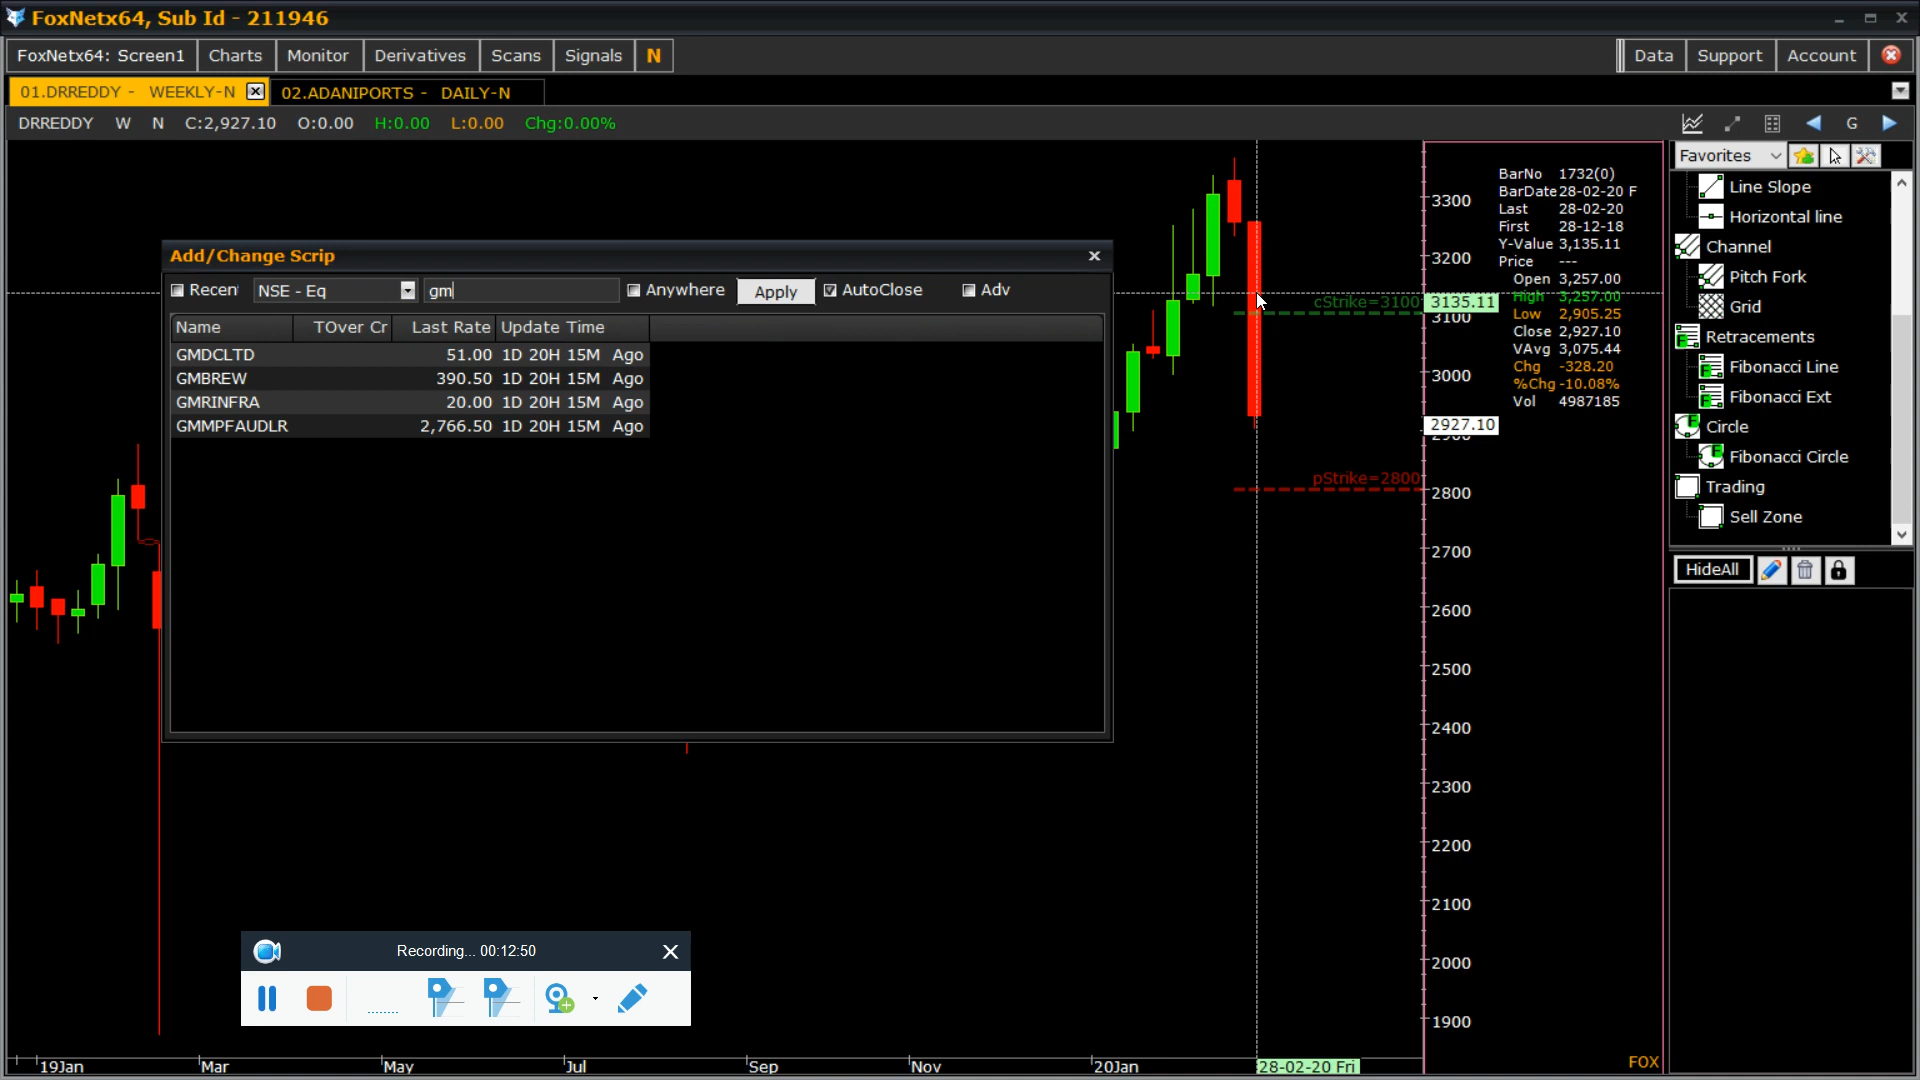 FoxNetx64, Sub Id - 211946
FoxNetx64: Screen1 Charts Monitor Derivatives Scans Signals N Data Support Account
01.DRREDDY - WEEKLY-N 02.ADANIPORTS - DAILY-N
DRREDDY W N C:2,927.10 O:0.00 H:0.00 L:0.00 Chg:0.00% G
Add/Change Scrip
Recent NSE - Eq gm Anywhere Apply AutoClose Adv
Name TOver Cr Last Rate Update Time
GMDCLTD 51.00 1D 20H 15M Ago
GMBREW 390.50 1D 20H 15M Ago
GMRINFRA 20.00 1D 20H 15M Ago
GMMPFAUDLR 2,766.50 1D 20H 15M Ago
cStrike=3100
pStrike=2800
3300
3200
3135.11
3100
3000
2927.10
2900
2800
2700
2600
2500
2400
2300
2200
2100
2000
1900
BarNo 1732(0)
BarDate 28-02-20 F
Last 28-02-20
First 28-12-18
Y-Value 3,135.11
Price ---
Open 3,257.00
High 3,257.00
Low 2,905.25
Close 2,927.10
VAvg 3,075.44
Chg -328.20
%Chg -10.08%
Vol 4987185
Favorites
Line Slope
Horizontal line
Channel
Pitch Fork
Grid
Retracements
Fibonacci Line
Fibonacci Ext
Circle
Fibonacci Circle
Trading
Sell Zone
HideAll
Recording... 00:12:50
19Jan Mar May Jul Sep Nov 20Jan 28-02-20 Fri
FOX